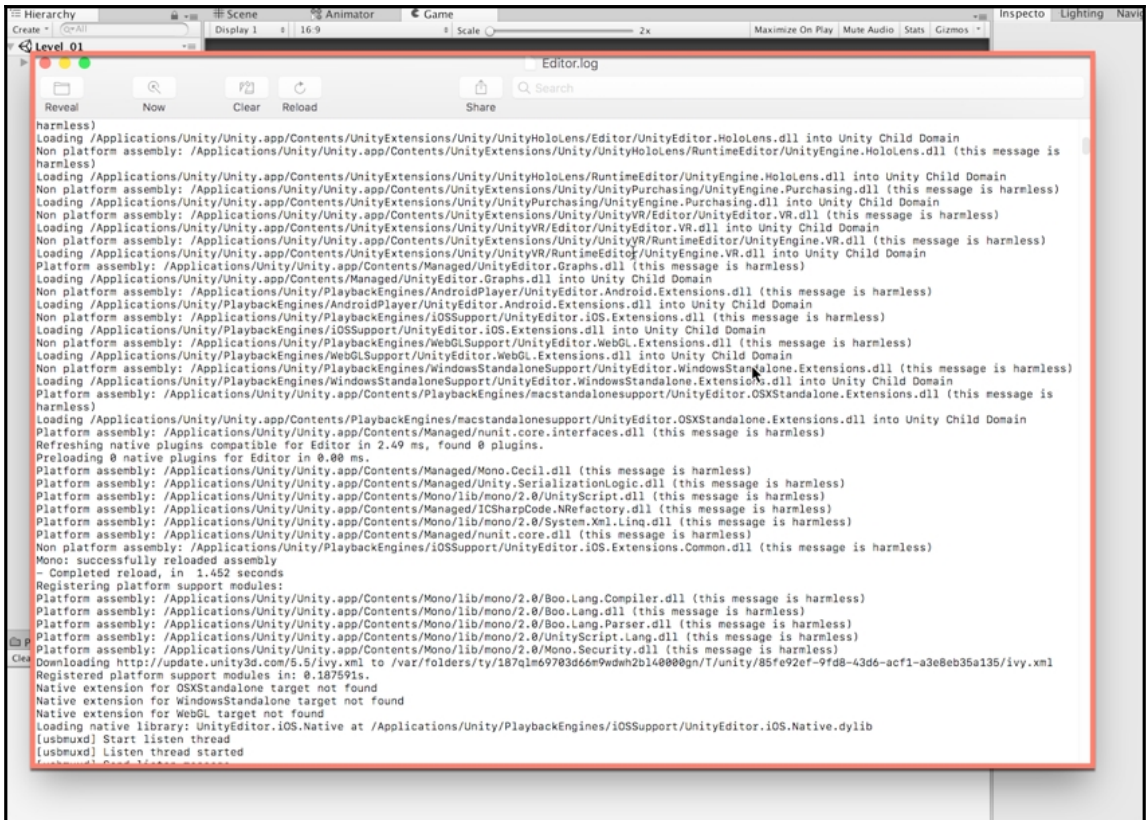 Hierarchy
Scene
Animator
Game
Inspecto
Lighting
Navig
Create
Q▾All
Display 1
16:9
Scale
2x
Maximize On Play
Mute Audio
Stats
Gizmos
Level_01
Editor.log
Reveal
Now
Clear
Reload
Share
Search
harmless)
Loading /Applications/Unity/Unity.app/Contents/UnityExtensions/Unity/UnityHoloLens/Editor/UnityEditor.HoloLens.dll into Unity Child Domain
Non platform assembly: /Applications/Unity/Unity.app/Contents/UnityExtensions/Unity/UnityHoloLens/RuntimeEditor/UnityEngine.HoloLens.dll (this message is
harmless)
Loading /Applications/Unity/Unity.app/Contents/UnityExtensions/Unity/UnityHoloLens/RuntimeEditor/UnityEngine.HoloLens.dll into Unity Child Domain
Non platform assembly: /Applications/Unity/Unity.app/Contents/UnityExtensions/Unity/UnityPurchasing/UnityEngine.Purchasing.dll (this message is harmless)
Loading /Applications/Unity/Unity.app/Contents/UnityExtensions/Unity/UnityPurchasing/UnityEngine.Purchasing.dll into Unity Child Domain
Non platform assembly: /Applications/Unity/Unity.app/Contents/UnityExtensions/Unity/UnityVR/Editor/UnityEditor.VR.dll (this message is harmless)
Loading /Applications/Unity/Unity.app/Contents/UnityExtensions/Unity/UnityVR/Editor/UnityEditor.VR.dll into Unity Child Domain
Non platform assembly: /Applications/Unity/Unity.app/Contents/UnityExtensions/Unity/UnityVR/RuntimeEditor/UnityEngine.VR.dll (this message is harmless)
Loading /Applications/Unity/Unity.app/Contents/UnityExtensions/Unity/UnityVR/RuntimeEditor/UnityEngine.VR.dll into Unity Child Domain
Platform assembly: /Applications/Unity/Unity.app/Contents/Managed/UnityEditor.Graphs.dll (this message is harmless)
Loading /Applications/Unity/Unity.app/Contents/Managed/UnityEditor.Graphs.dll into Unity Child Domain
Non platform assembly: /Applications/Unity/PlaybackEngines/AndroidPlayer/UnityEditor.Android.Extensions.dll (this message is harmless)
Loading /Applications/Unity/PlaybackEngines/AndroidPlayer/UnityEditor.Android.Extensions.dll into Unity Child Domain
Non platform assembly: /Applications/Unity/PlaybackEngines/iOSSupport/UnityEditor.iOS.Extensions.dll (this message is harmless)
Loading /Applications/Unity/PlaybackEngines/iOSSupport/UnityEditor.iOS.Extensions.dll into Unity Child Domain
Non platform assembly: /Applications/Unity/PlaybackEngines/WebGLSupport/UnityEditor.WebGL.Extensions.dll (this message is harmless)
Loading /Applications/Unity/PlaybackEngines/WebGLSupport/UnityEditor.WebGL.Extensions.dll into Unity Child Domain
Non platform assembly: /Applications/Unity/PlaybackEngines/WindowsStandaloneSupport/UnityEditor.WindowsStandalone.Extensions.dll (this message is harmless)
Loading /Applications/Unity/PlaybackEngines/WindowsStandaloneSupport/UnityEditor.WindowsStandalone.Extensions.dll into Unity Child Domain
Platform assembly: /Applications/Unity/Unity.app/Contents/PlaybackEngines/macstandalonesupport/UnityEditor.OSXStandalone.Extensions.dll (this message is
harmless)
Loading /Applications/Unity/Unity.app/Contents/PlaybackEngines/macstandalonesupport/UnityEditor.OSXStandalone.Extensions.dll into Unity Child Domain
Platform assembly: /Applications/Unity/Unity.app/Contents/Managed/nunit.core.interfaces.dll (this message is harmless)
Refreshing native plugins compatible for Editor in 2.49 ms, found 0 plugins.
Preloading 0 native plugins for Editor in 0.00 ms.
Platform assembly: /Applications/Unity/Unity.app/Contents/Managed/Mono.Cecil.dll (this message is harmless)
Platform assembly: /Applications/Unity/Unity.app/Contents/Managed/Unity.SerializationLogic.dll (this message is harmless)
Platform assembly: /Applications/Unity/Unity.app/Contents/Mono/lib/mono/2.0/UnityScript.dll (this message is harmless)
Platform assembly: /Applications/Unity/Unity.app/Contents/Managed/ICSharpCode.NRefactory.dll (this message is harmless)
Platform assembly: /Applications/Unity/Unity.app/Contents/Mono/lib/mono/2.0/System.Xml.Linq.dll (this message is harmless)
Platform assembly: /Applications/Unity/Unity.app/Contents/Managed/nunit.core.dll (this message is harmless)
Non platform assembly: /Applications/Unity/PlaybackEngines/iOSSupport/UnityEditor.iOS.Extensions.Common.dll (this message is harmless)
Mono: successfully reloaded assembly
- Completed reload, in  1.452 seconds
Registering platform support modules:
Platform assembly: /Applications/Unity/Unity.app/Contents/Mono/lib/mono/2.0/Boo.Lang.Compiler.dll (this message is harmless)
Platform assembly: /Applications/Unity/Unity.app/Contents/Mono/lib/mono/2.0/Boo.Lang.dll (this message is harmless)
Platform assembly: /Applications/Unity/Unity.app/Contents/Mono/lib/mono/2.0/Boo.Lang.Parser.dll (this message is harmless)
Platform assembly: /Applications/Unity/Unity.app/Contents/Mono/lib/mono/2.0/UnityScript.Lang.dll (this message is harmless)
Platform assembly: /Applications/Unity/Unity.app/Contents/Mono/lib/mono/2.0/Mono.Security.dll (this message is harmless)
Downloading http://update.unity3d.com/5.5/ivy.xml to /var/folders/ty/187qlm69703d66m9wdwh2bl40000gn/T/unity/85fe92ef-9fd8-43d6-acf1-a3e8eb35a135/ivy.xml
Registered platform support modules in: 0.187591s.
Native extension for OSXStandalone target not found
Native extension for WindowsStandalone target not found
Native extension for WebGL target not found
Loading native library: UnityEditor.iOS.Native at /Applications/Unity/PlaybackEngines/iOSSupport/UnityEditor.iOS.Native.dylib
[usbmuxd] Start listen thread
[usbmuxd] Listen thread started